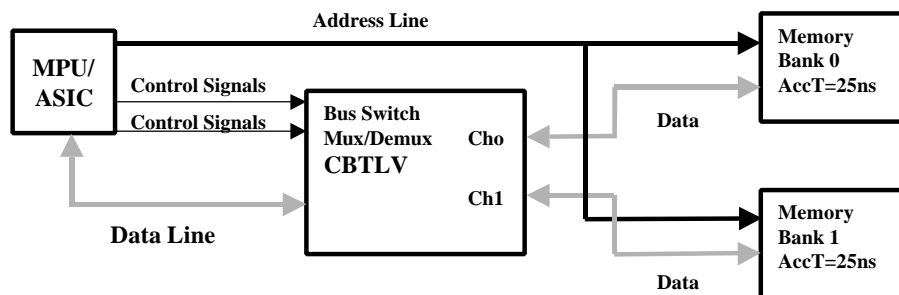 Address Line
MPU/
ASIC
Control Signals
Control Signals
Bus Switch
Mux/Demux
CBTLV
Cho
Ch1
Data Line
Memory
Bank 0
AccT=25ns
Data
Memory
Bank 1
AccT=25ns
Data